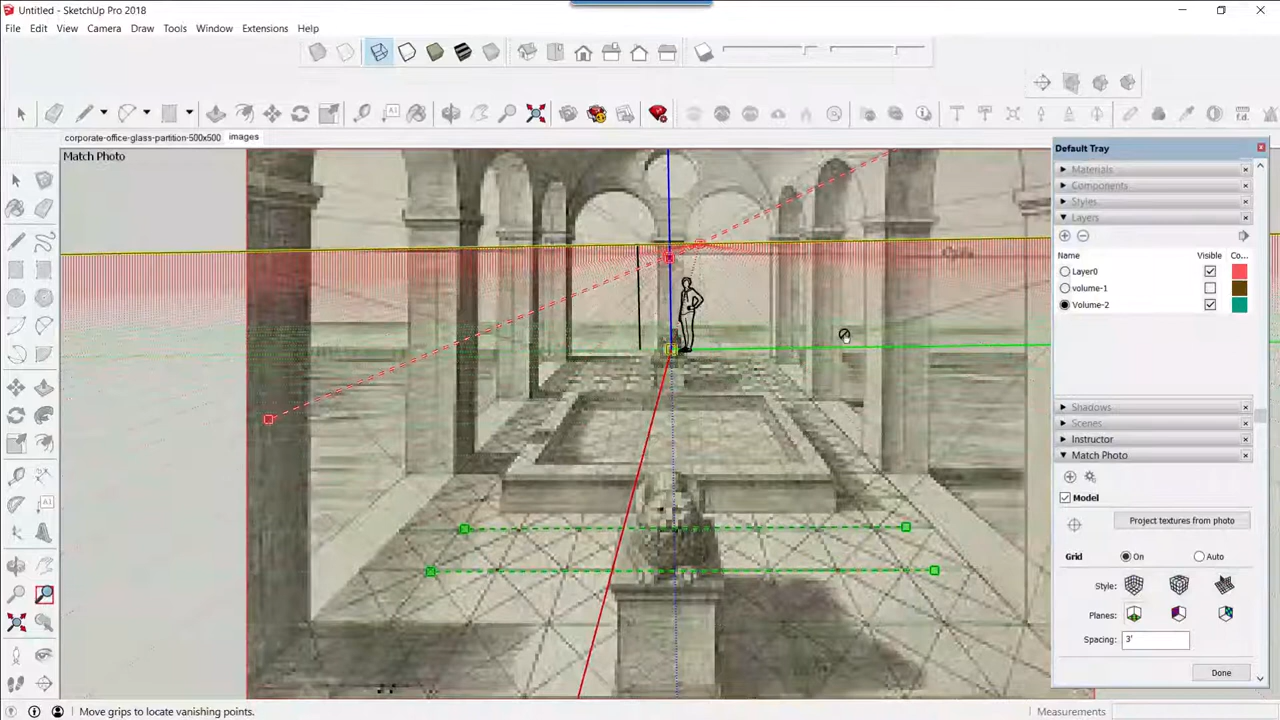 Untitled - SketchUp Pro 2018
File Edit View Camera Draw Tools Window Extensions Help
corporate-office-glass-partition-500x500 images
Match Photo
Default Tray
Materials
Components
Styles
Layers
Name Visible Co...
Layer0
volume-1
Volume-2
Shadows
Scenes
Instructor
Match Photo
Model
Project textures from photo
Grid On Auto
Style:
Planes:
Spacing: 3'
Done
Move grips to locate vanishing points.
Measurements